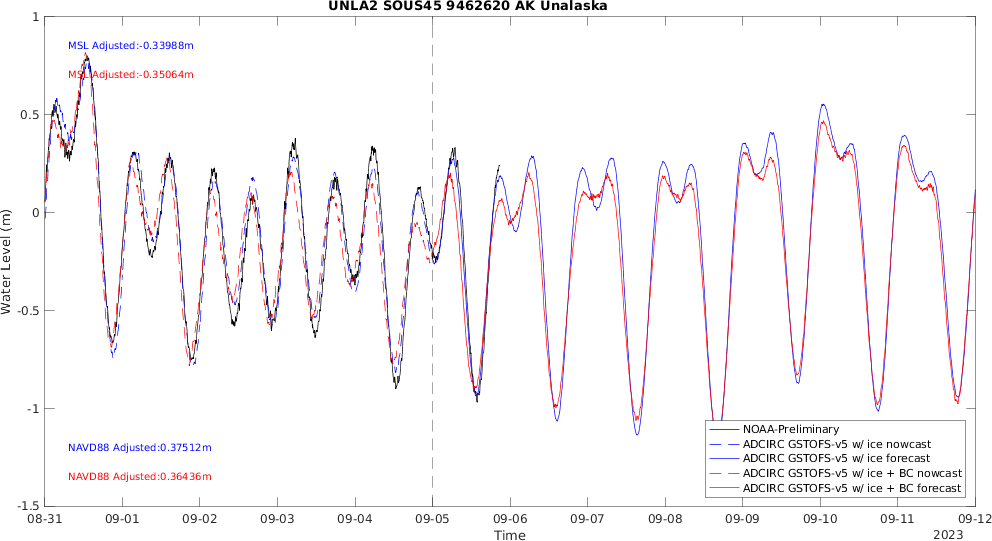 UNLA2 SOUS45 9462620 AK Unalaska
MSL Adjusted:-0.33988m
MSL Adjusted:-0.35064m
1
0.5
0
-0.5
-1
-1.5
Water Level (m)
NAVD88 Adjusted:0.37512m
NAVD88 Adjusted:0.36436m
NOAA-Preliminary
ADCIRC GSTOFS-v5 w/ ice nowcast
ADCIRC GSTOFS-v5 w/ ice forecast
ADCIRC GSTOFS-v5 w/ ice + BC nowcast
ADCIRC GSTOFS-v5 w/ ice + BC forecast
08-31 09-01 09-02 09-03 09-04 09-05 09-06 09-07 09-08 09-09 09-10 09-11 09-12
Time
2023